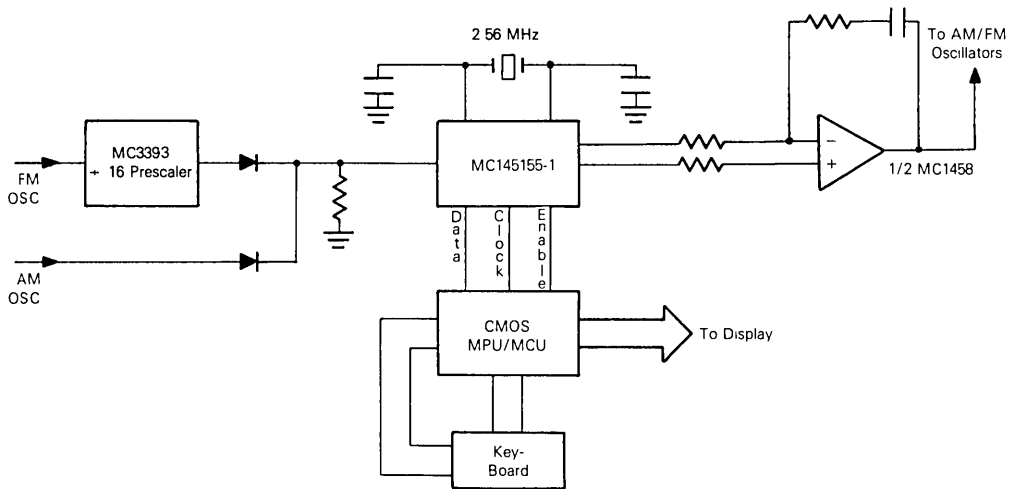 2 56 MHz
To AM/FM
Oscillators
MC3393
÷ 16 Prescaler
MC145155-1
−
+
1/2 MC1458
FM
OSC
AM
OSC
Data
Clock
Enable
CMOS
MPU/MCU
To Display
Key-
Board